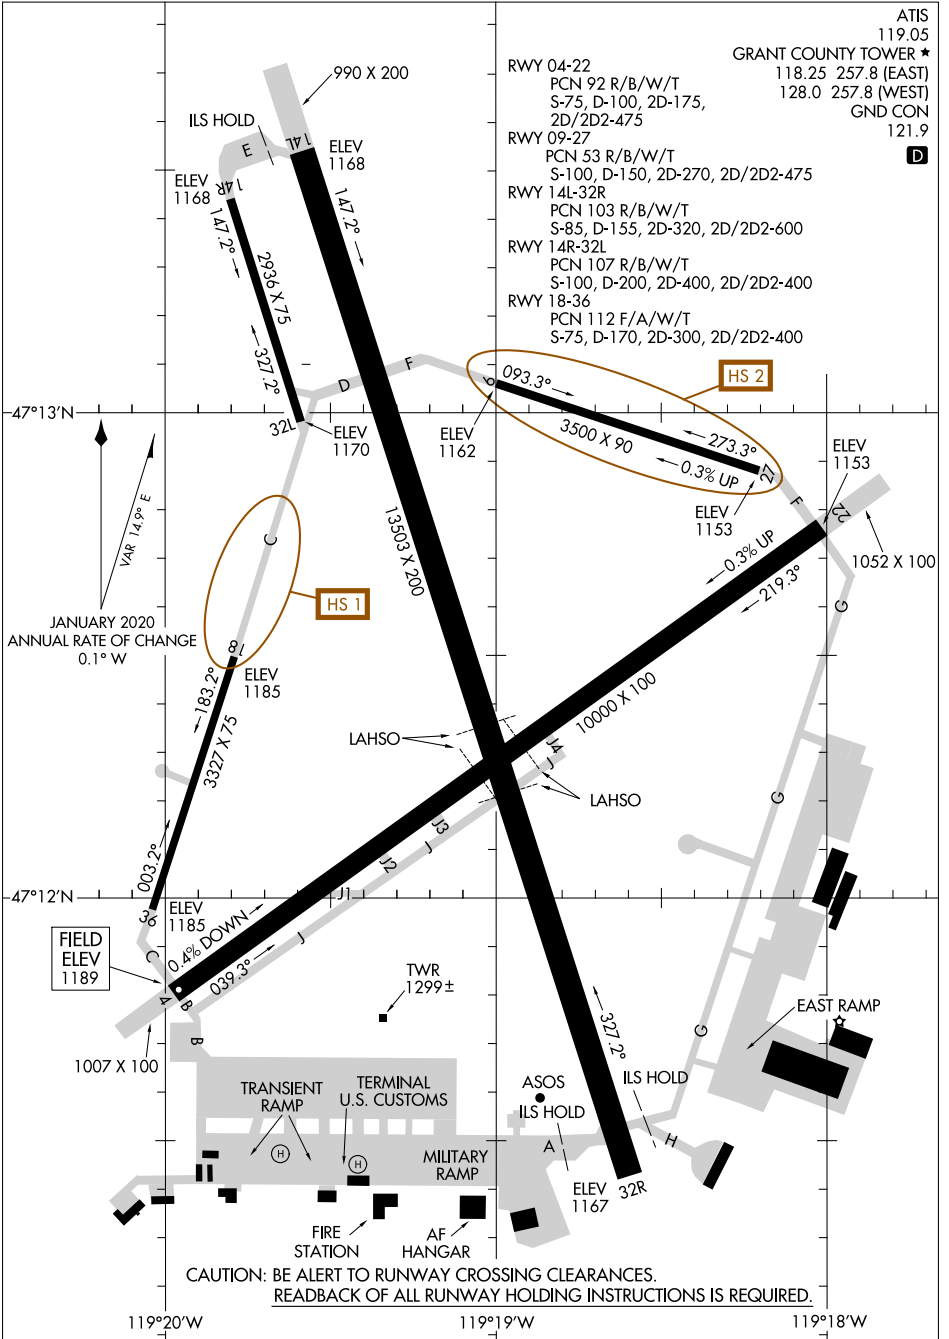 ATIS
119.05
GRANT COUNTY TOWER ★
118.25 257.8 (EAST)
128.0 257.8 (WEST)
GND CON
121.9
D
RWY 04-22
PCN 92 R/B/W/T
S-75, D-100, 2D-175,
2D/2D2-475
RWY 09-27
PCN 53 R/B/W/T
S-100, D-150, 2D-270, 2D/2D2-475
RWY 14L-32R
PCN 103 R/B/W/T
S-85, D-155, 2D-320, 2D/2D2-600
RWY 14R-32L
PCN 107 R/B/W/T
S-100, D-200, 2D-400, 2D/2D2-400
RWY 18-36
PCN 112 F/A/W/T
S-75, D-170, 2D-300, 2D/2D2-400
990 X 200
ILS HOLD
E
14L
ELEV
1168
ELEV
1168
14R
147.2°
147.2°
2936 X 75
327.2°
D
F
9
093.3°
HS 2
3500 X 90
273.3°
0.3% UP
27
47°13'N
32L
ELEV
1170
ELEV
1162
ELEV
1153
ELEV
1153
F
22
1052 X 100
VAR 14.9° E
JANUARY 2020
ANNUAL RATE OF CHANGE
0.1° W
C
HS 1
13503 X 200
0.3% UP
219.3°
G
18
ELEV
1185
183.2°
3327 X 75
003.2°
10000 X 100
LAHSO
LAHSO
J4
J
J3
J
J2
J1
J
G
G
47°12'N
36
ELEV
1185
0.4% DOWN
039.3°
C
FIELD
ELEV
1189
4
B
B
1007 X 100
TWR
1299±
327.2°
EAST RAMP
TRANSIENT
RAMP
TERMINAL
U.S. CUSTOMS
ASOS
ILS HOLD
ILS HOLD
H
H
H
A
MILITARY
RAMP
ELEV
1167
32R
FIRE
STATION
AF
HANGAR
CAUTION: BE ALERT TO RUNWAY CROSSING CLEARANCES.
READBACK OF ALL RUNWAY HOLDING INSTRUCTIONS IS REQUIRED.
119°20'W
119°19'W
119°18'W